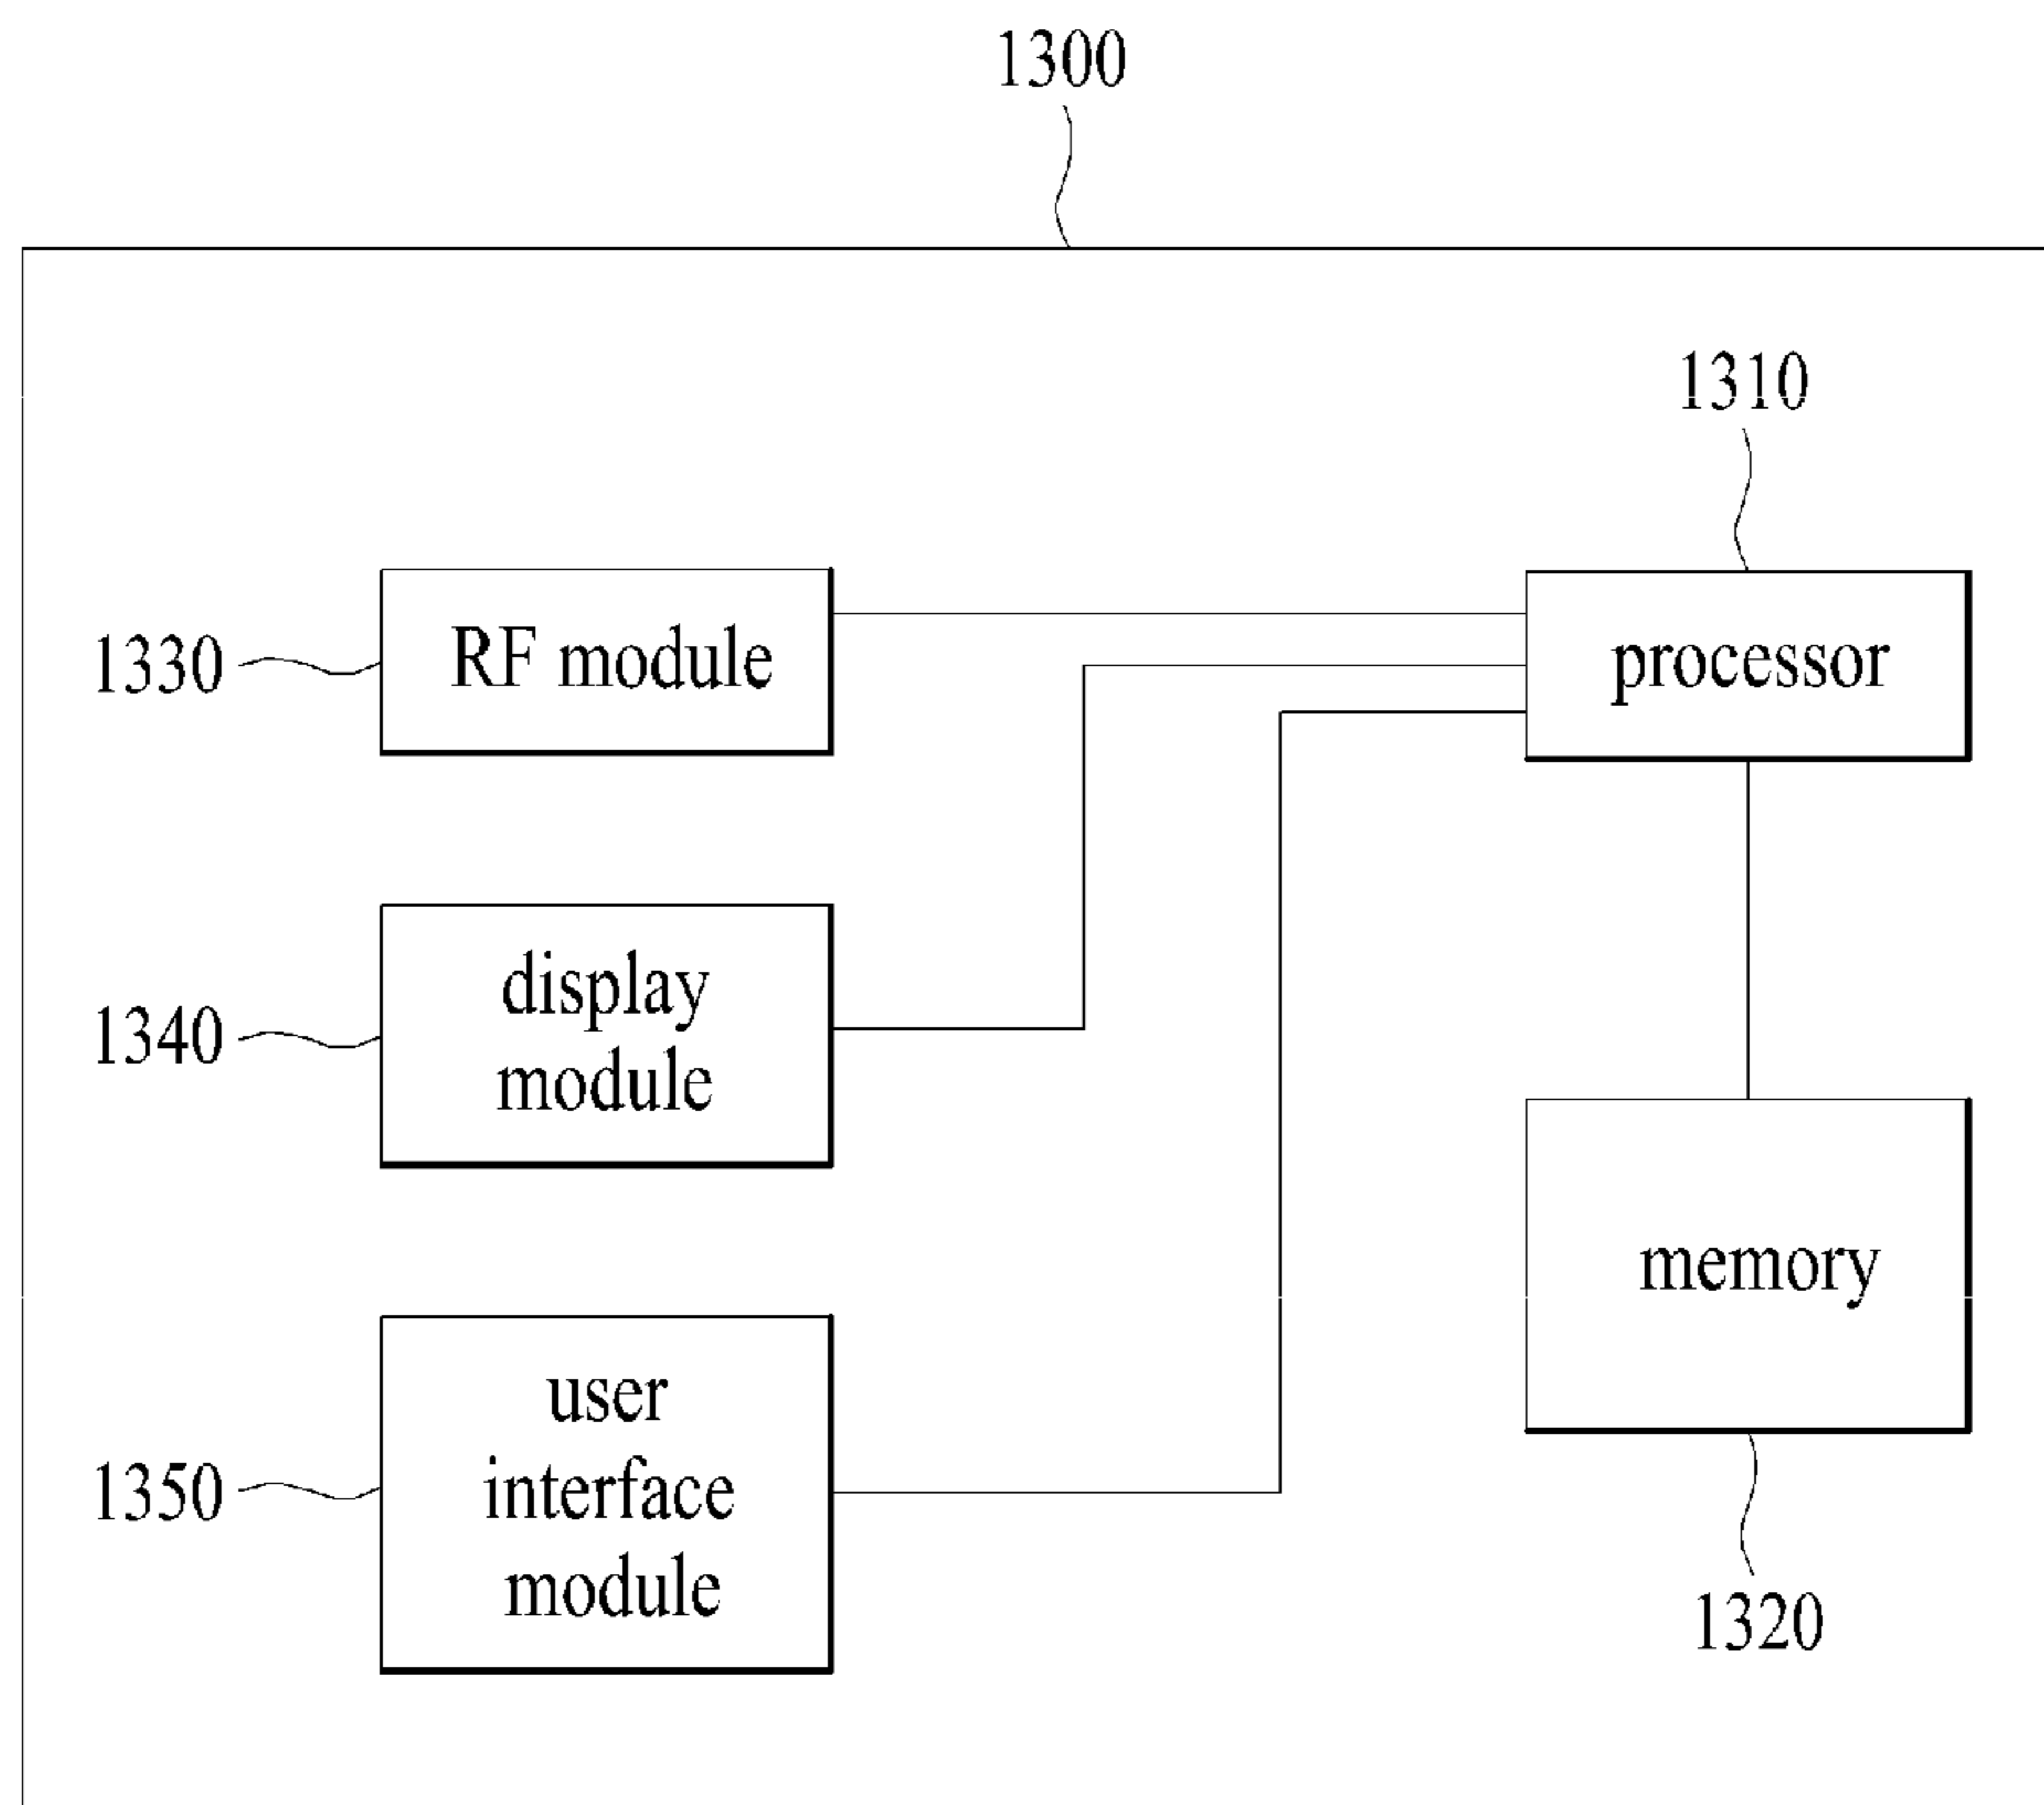 1300
1310
1330
RF module
processor
1340
display
module
memory
1350
user
interface
module
1320